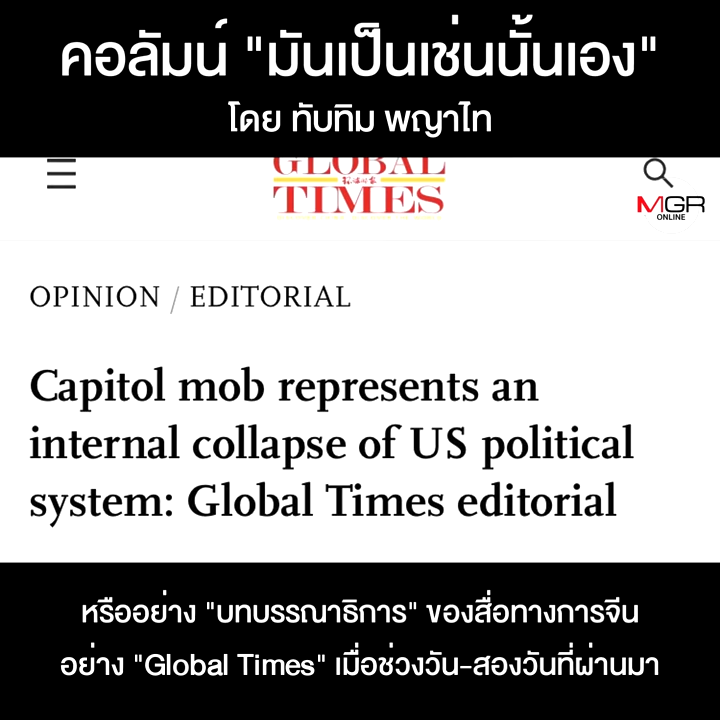 คอลัมน์ "มันเป็นเช่นนั้นเอง"
โดย ทับทิม พญาไท
GLOBAL
TIMES
MGR
ONLINE
OPINION / EDITORIAL
Capitol mob represents an
internal collapse of US political
system: Global Times editorial
หรืออย่าง "บทบรรณาธิการ" ของสื่อทางการจีน
อย่าง "Global Times" เมื่อช่วงวัน-สองวันที่ผ่านมา